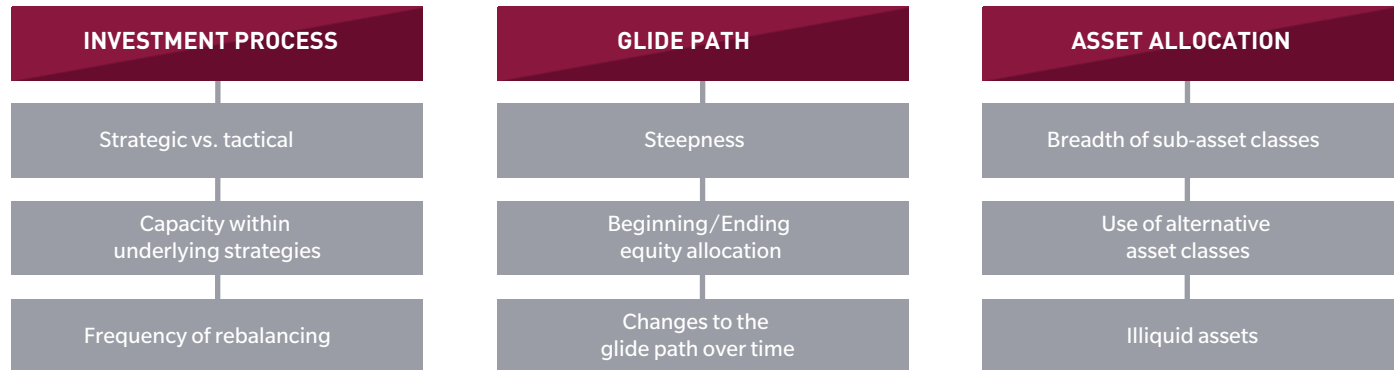 INVESTMENT PROCESS
Strategic vs. tactical
Capacity within
underlying strategies
Frequency of rebalancing
GLIDE PATH
Steepness
Beginning/Ending
equity allocation
Changes to the
glide path over time
ASSET ALLOCATION
Breadth of sub-asset classes
Use of alternative
asset classes
Illiquid assets